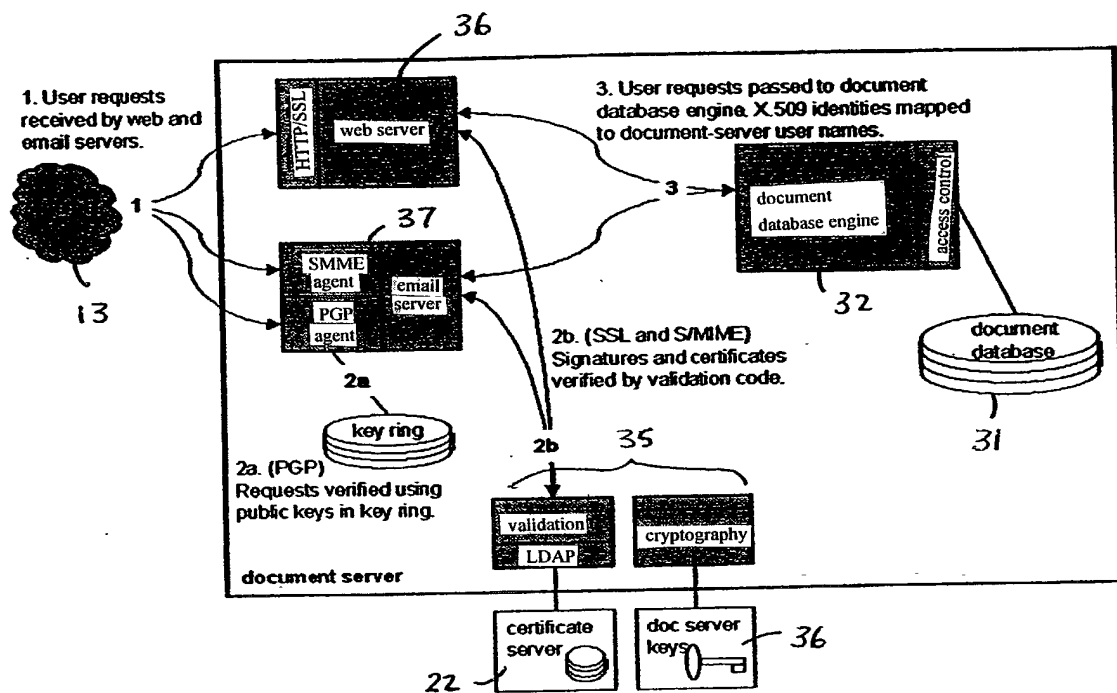 36
1. User requests
received by web and
email servers.
HTTP/SSL
web server
3. User requests passed to document
database engine. X.509 identities mapped
to document-server user names.
1
3
document
database engine
access control
37
SMME
agent
email
server
PGP
agent
13
32
2b. (SSL and S/MIME)
Signatures and certificates
verified by validation code.
document
database
2a
key ring
31
2b
35
2a. (PGP)
Requests verified using
public keys in key ring.
validation
LDAP
cryptography
document server
certificate
server
doc server
keys
36
22